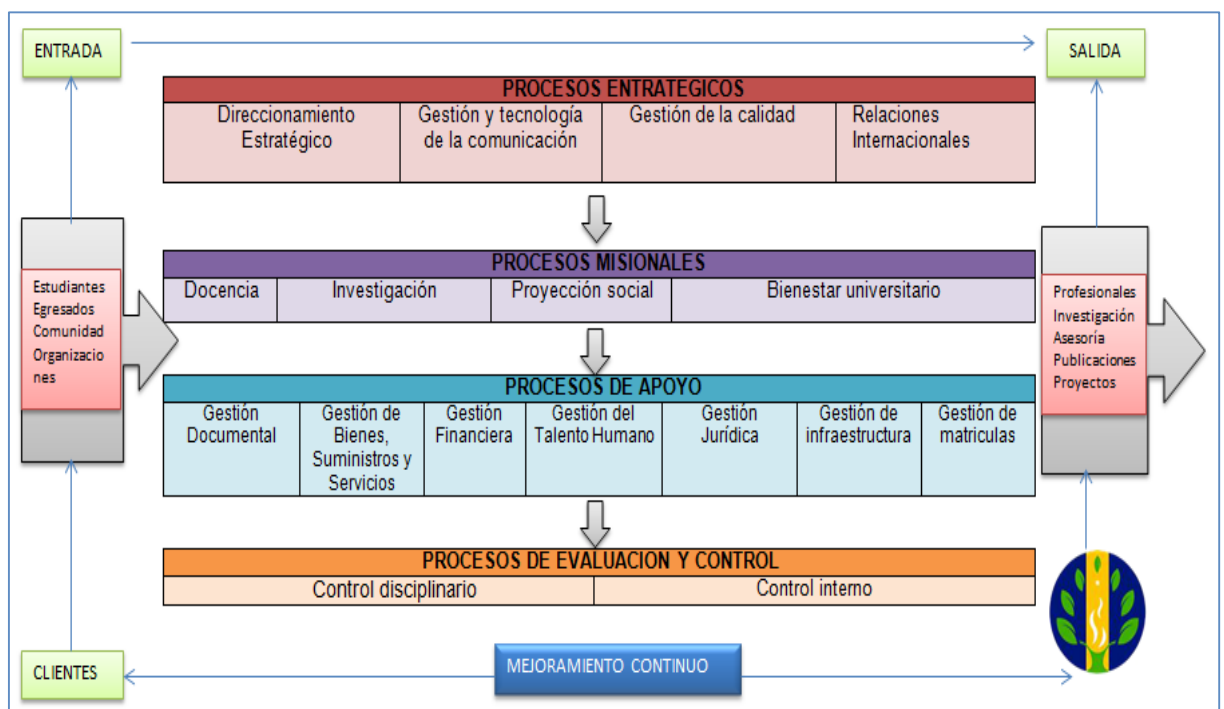 ENTRADA
SALIDA
PROCESOS ENTRATEGICOS
Direccionamiento
Estratégico
Gestión y tecnología
de la comunicación
Gestión de la calidad
Relaciones
Internacionales
PROCESOS MISIONALES
Docencia
Investigación
Proyección social
Bienestar universitario
Estudiantes
Egresados
Comunidad
Organizacio
nes
Profesionales
Investigación
Asesoría
Publicaciones
Proyectos
PROCESOS DE APOYO
Gestión
Documental
Gestión de
Bienes,
Suministros y
Servicios
Gestión
Financiera
Gestión del
Talento Humano
Gestión
Jurídica
Gestión de
infraestructura
Gestión de
matriculas
PROCESOS DE EVALUACION Y CONTROL
Control disciplinario
Control interno
CLIENTES
MEJORAMIENTO CONTINUO